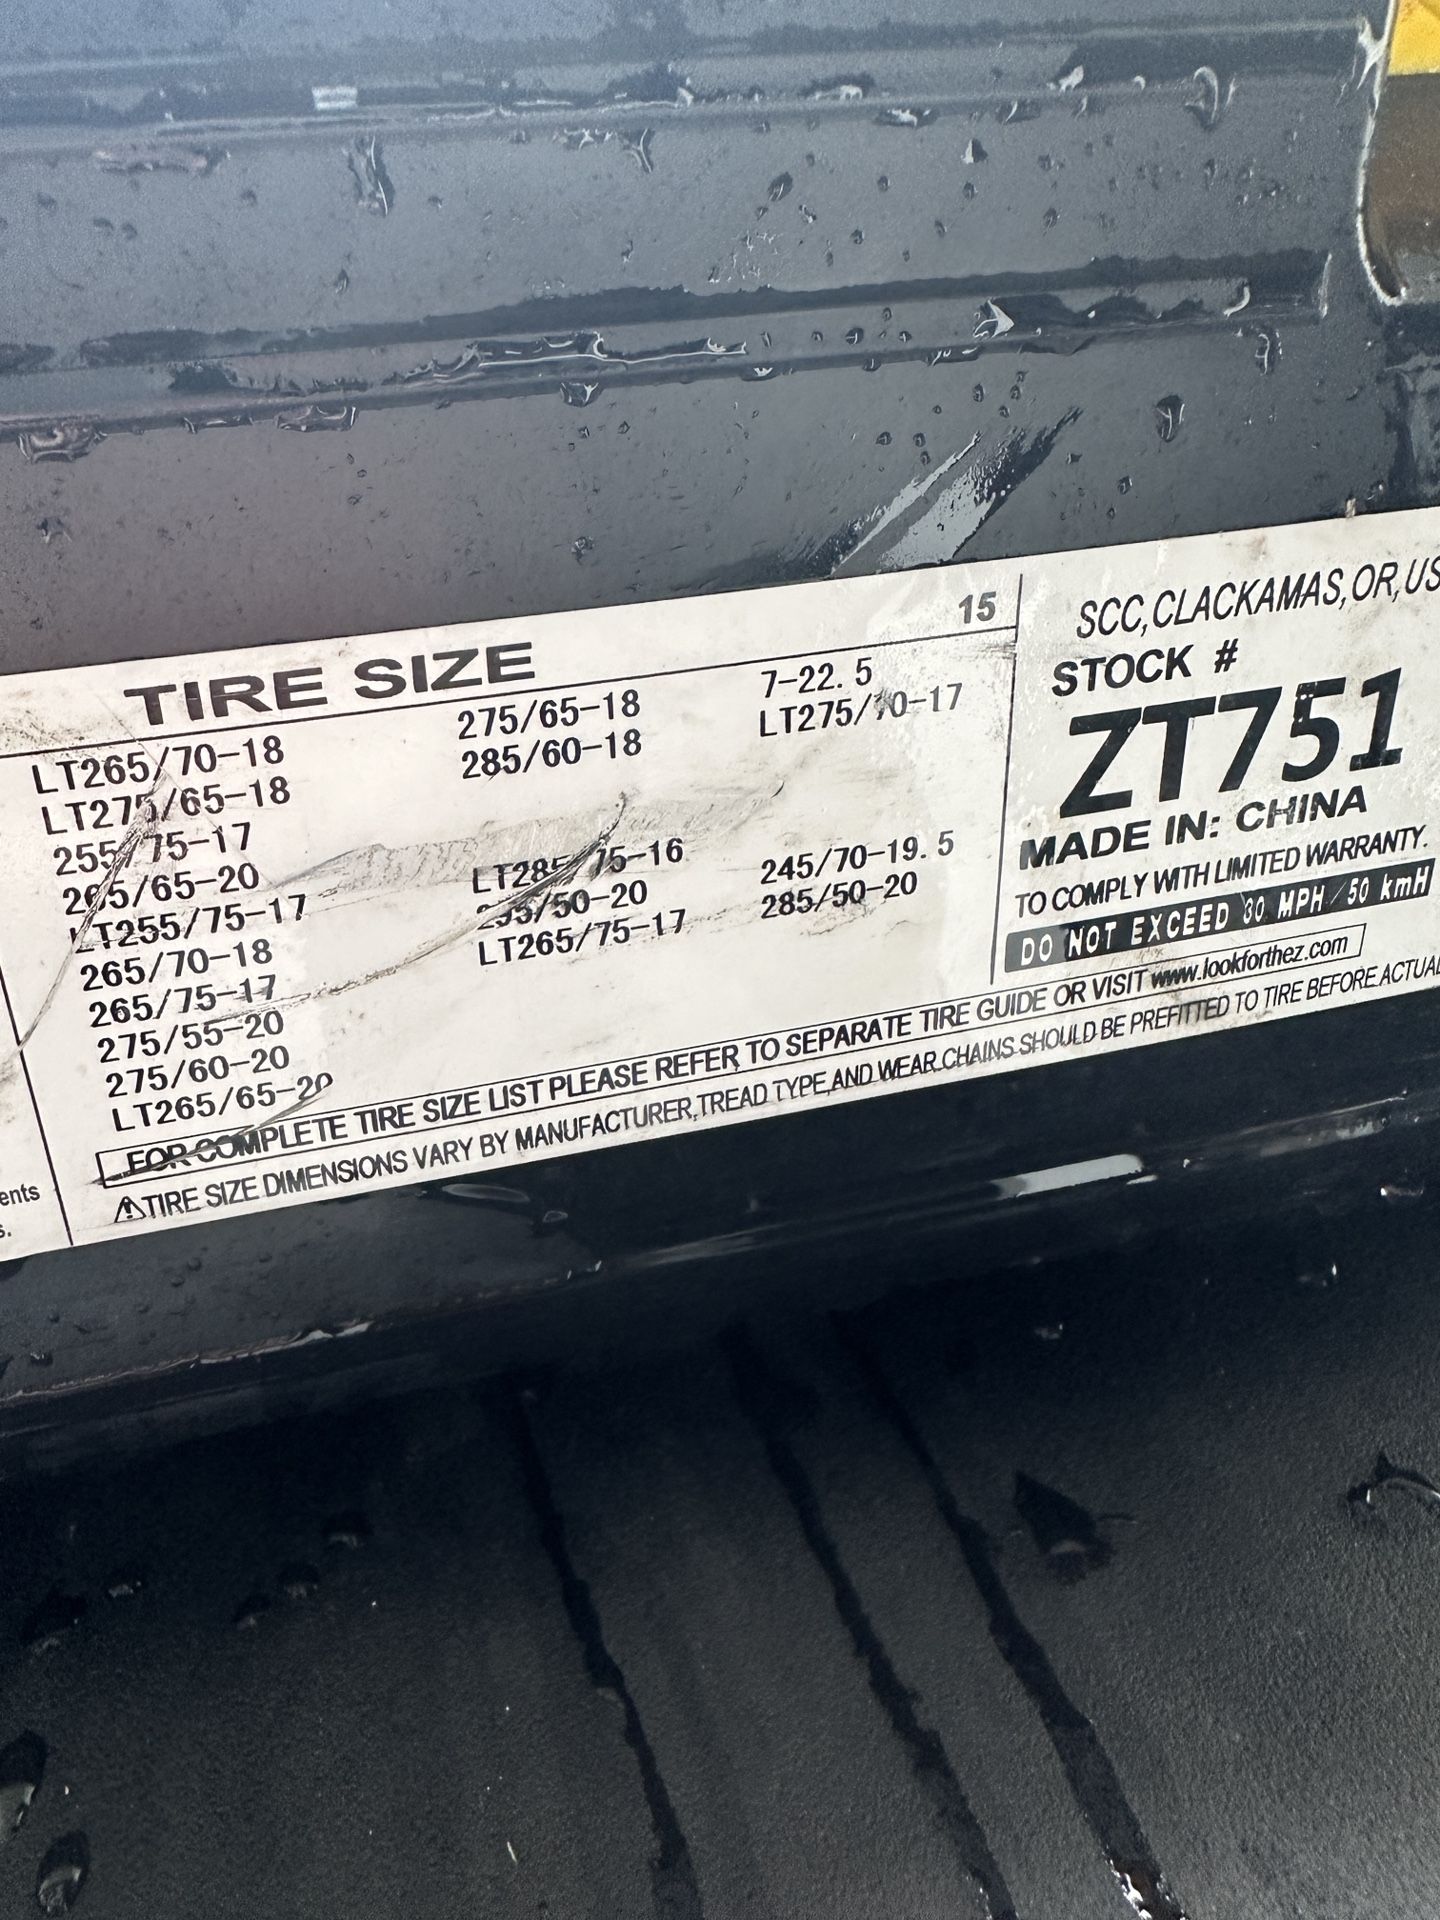 TIRE SIZE
15
LT265/70-18
LT275/65-18
255/75-17
265/65-20
LT255/75-17
265/70-18
265/75-17
275/55-20
275/60-20
LT265/65-20
275/65-18
285/60-18
LT285/75-16
/50-20
LT265/75-17
7-22.5
LT275/70-17
245/70-19.5
285/50-20
SCC, CLACKAMAS, OR, US
STOCK #
ZT751
MADE IN: CHINA
TO COMPLY WITH LIMITED WARRANTY.
DO NOT EXCEED 30 MPH / 50 kmH
FOR COMPLETE TIRE SIZE LIST PLEASE REFER TO SEPARATE TIRE GUIDE OR VISIT www.lookforthez.com
⚠TIRE SIZE DIMENSIONS VARY BY MANUFACTURER, TREAD TYPE, AND WEAR. CHAINS SHOULD BE PREFITTED TO TIRE BEFORE ACTUAL
ents
s.